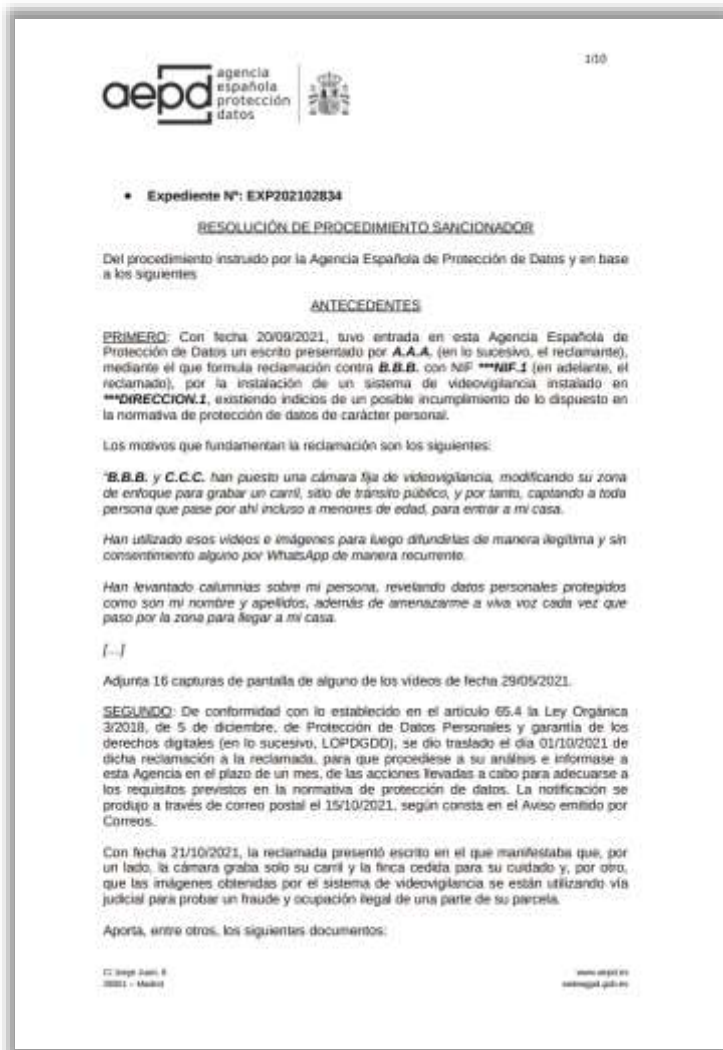 1/10
aepd
agencia
española
protección
datos
• Expediente Nº: EXP202102834
RESOLUCIÓN DE PROCEDIMIENTO SANCIONADOR
Del procedimiento instruido por la Agencia Española de Protección de Datos y en base
a los siguientes
ANTECEDENTES
PRIMERO: Con fecha 20/09/2021, tuvo entrada en esta Agencia Española de
Protección de Datos un escrito presentado por A.A.A. (en lo sucesivo, el reclamante),
mediante el que formula reclamación contra B.B.B. con NIF ***NIF.1 (en adelante, el
reclamado), por la instalación de un sistema de videovigilancia instalado en
***DIRECCION.1, existiendo indicios de un posible incumplimiento de lo dispuesto en
la normativa de protección de datos de carácter personal.
Los motivos que fundamentan la reclamación son los siguientes:
"B.B.B. y C.C.C. han puesto una cámara fija de videovigilancia, modificando su zona
de enfoque para grabar un carril, sitio de tránsito público, y por tanto, captando a toda
persona que pase por ahí incluso a menores de edad, para entrar a mi casa.
Han utilizado esos vídeos e imágenes para luego difundirlas de manera ilegítima y sin
consentimiento alguno por WhatsApp de manera recurrente.
Han levantado calumnias sobre mi persona, revelando datos personales protegidos
como son mi nombre y apellidos, además de amenazarme a viva voz cada vez que
paso por la zona para llegar a mi casa.
[...]
Adjunta 16 capturas de pantalla de alguno de los vídeos de fecha 29/05/2021.
SEGUNDO: De conformidad con lo establecido en el artículo 65.4 la Ley Orgánica
3/2018, de 5 de diciembre, de Protección de Datos Personales y garantía de los
derechos digitales (en lo sucesivo, LOPDGDD), se dio traslado el día 01/10/2021 de
dicha reclamación a la reclamada, para que procediese a su análisis e informase a
esta Agencia en el plazo de un mes, de las acciones llevadas a cabo para adecuarse a
los requisitos previstos en la normativa de protección de datos. La notificación se
produjo a través de correo postal el 15/10/2021, según consta en el Aviso emitido por
Correos.
Con fecha 21/10/2021, la reclamada presentó escrito en el que manifestaba que, por
un lado, la cámara graba solo su carril y la finca cedida para su cuidado y, por otro,
que las imágenes obtenidas por el sistema de videovigilancia se están utilizando vía
judicial para probar un fraude y ocupación ilegal de una parte de su parcela.
Aporta, entre otros, los siguientes documentos:
C/ Jorge Juan, 6
28001 – Madrid
www.aepd.es
sedeagpd.gob.es